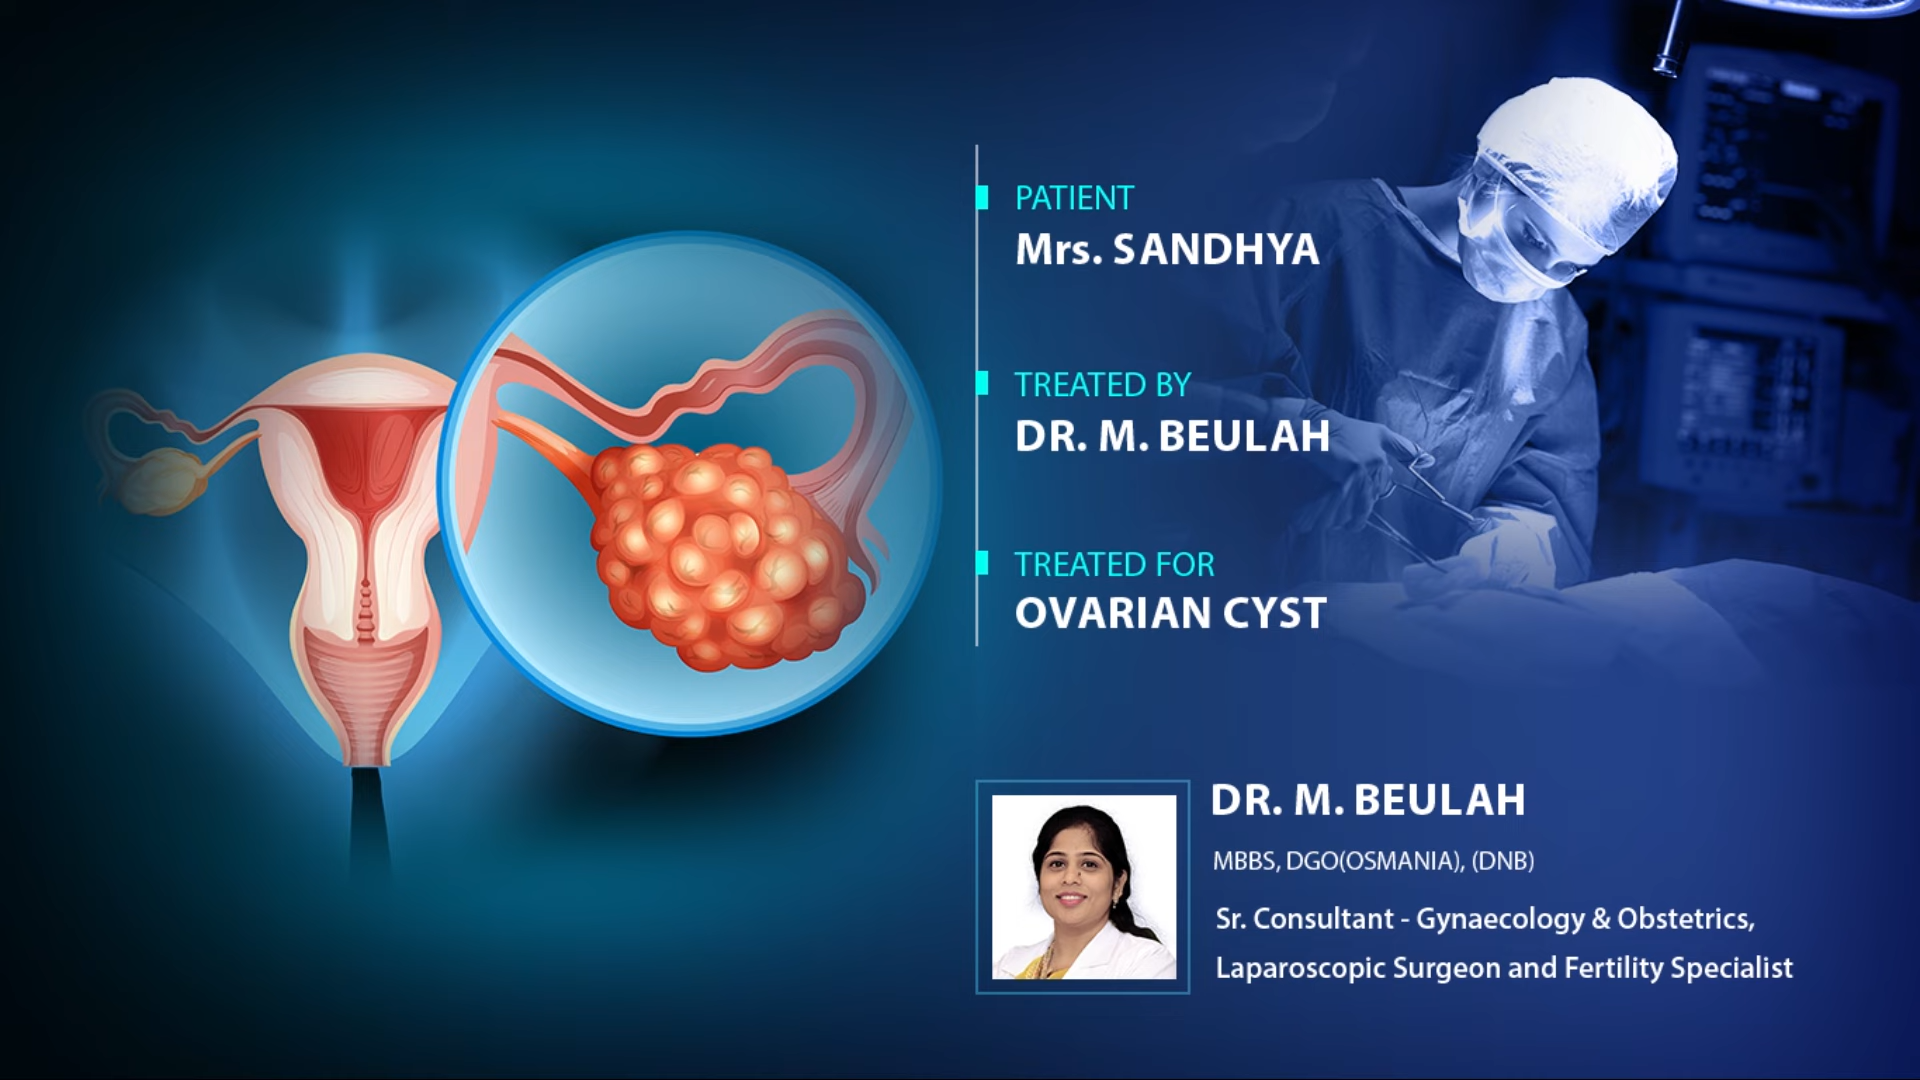 PATIENT
Mrs. SANDHYA
TREATED BY
DR. M. BEULAH
TREATED FOR
OVARIAN CYST
DR. M. BEULAH
MBBS, DGO(OSMANIA), (DNB)
Sr. Consultant - Gynaecology & Obstetrics,
Laparoscopic Surgeon and Fertility Specialist